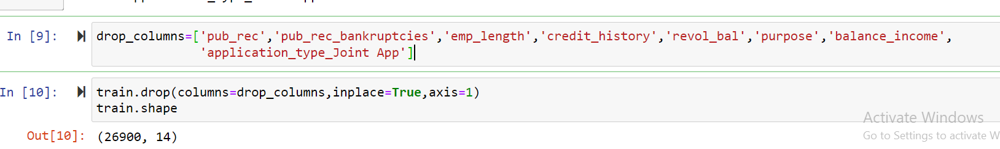 In [9]:
drop_columns=['pub_rec','pub_rec_bankruptcies','emp_length','credit_history','revol_bal','purpose','balance_income',
'application_type_Joint App']
In [10]:
train.drop(columns=drop_columns,inplace=True,axis=1)
train.shape
Out[10]: (26900, 14)
Activate Windows
Go to Settings to activate W